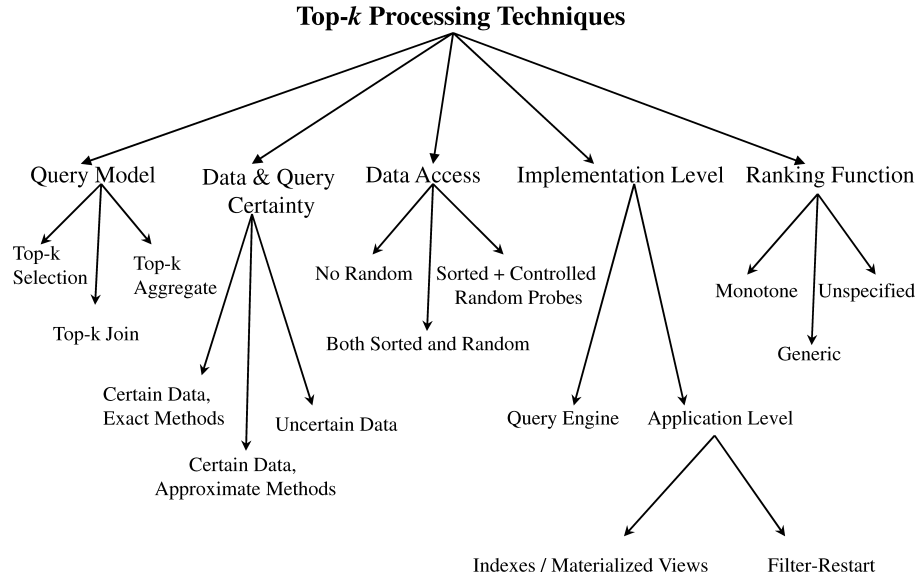 Top-k Processing Techniques
Query Model
Data & Query
Certainty
Data Access
Implementation Level
Ranking Function
Top-k
Selection
Top-k Join
Top-k
Aggregate
Certain Data,
Exact Methods
Certain Data,
Approximate Methods
Uncertain Data
No Random
Both Sorted and Random
Sorted + Controlled
Random Probes
Query Engine
Application Level
Indexes / Materialized Views
Filter-Restart
Monotone
Generic
Unspecified